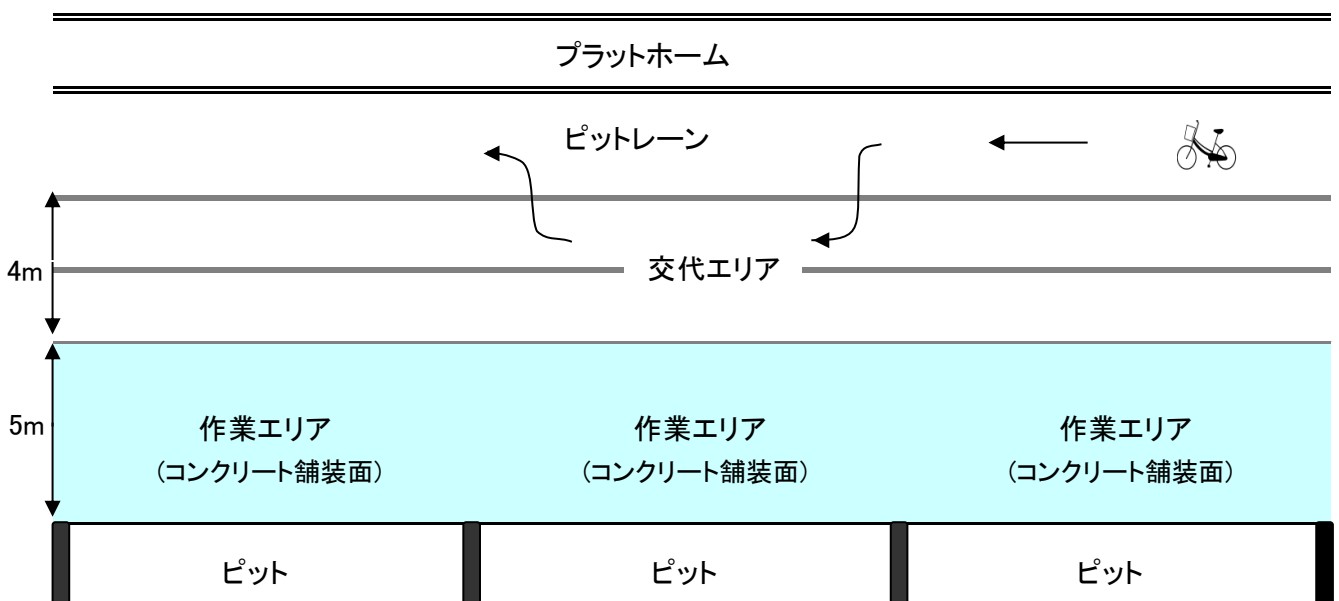 プラットホーム
ピットレーン
4m
交代エリア
5m
作業エリア
(コンクリート舗装面)
作業エリア
(コンクリート舗装面)
作業エリア
(コンクリート舗装面)
ピット
ピット
ピット